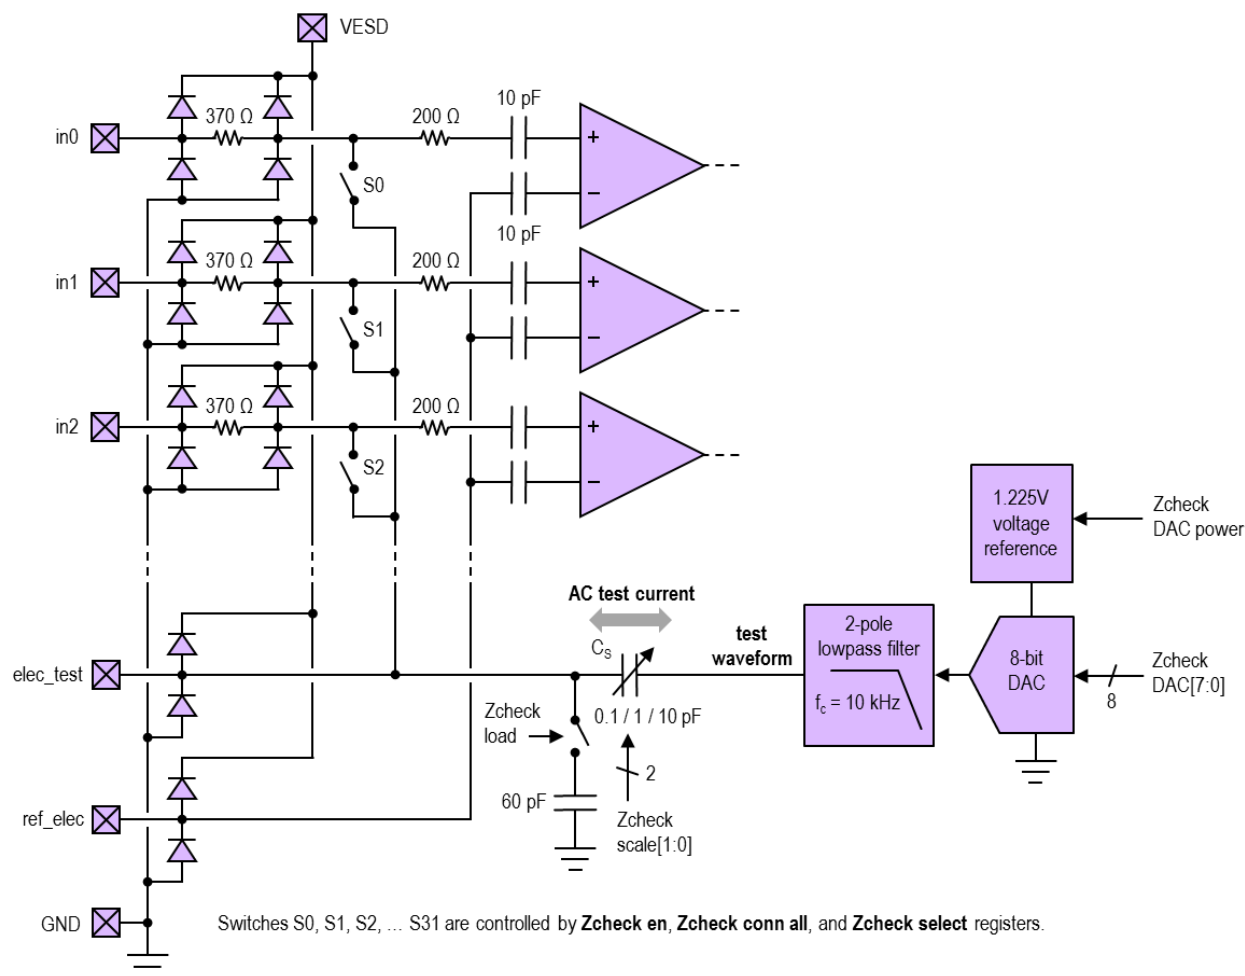 VESD
10 pF
370 Ω
200 Ω
in0
+
S0
−
10 pF
370 Ω
200 Ω
in1
+
S1
−
370 Ω
200 Ω
in2
+
S2
−
1.225V
voltage
reference
Zcheck
DAC power
AC test current
C_S
test
waveform
2-pole
lowpass filter
f_c = 10 kHz
8-bit
DAC
Zcheck
DAC[7:0]
8
elec_test
0.1 / 1 / 10 pF
Zcheck
load
2
60 pF
Zcheck
scale[1:0]
ref_elec
GND
Switches S0, S1, S2, ... S31 are controlled by Zcheck en, Zcheck conn all, and Zcheck select registers.